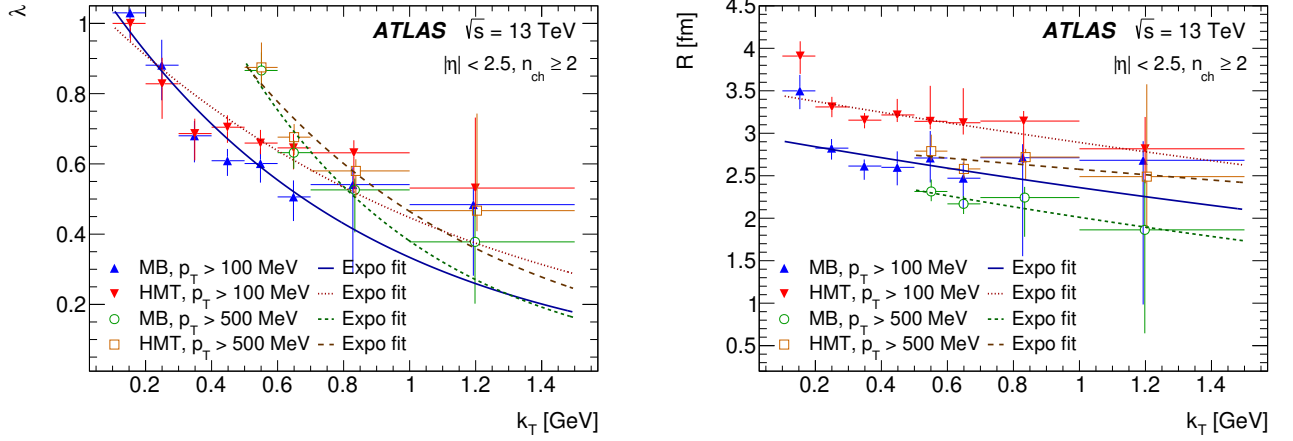 λ
1
0.8
0.6
0.4
0.2
ATLAS √s = 13 TeV
|η| < 2.5, n_ch ≥ 2
MB, p_T > 100 MeV Expo fit
HMT, p_T > 100 MeV Expo fit
MB, p_T > 500 MeV Expo fit
HMT, p_T > 500 MeV Expo fit
0.2 0.4 0.6 0.8 1 1.2 1.4
k_T [GeV]
R [fm]
4.5
4
3.5
3
2.5
2
1.5
1
0.5
ATLAS √s = 13 TeV
|η| < 2.5, n_ch ≥ 2
MB, p_T > 100 MeV Expo fit
HMT, p_T > 100 MeV Expo fit
MB, p_T > 500 MeV Expo fit
HMT, p_T > 500 MeV Expo fit
0.2 0.4 0.6 0.8 1 1.2 1.4
k_T [GeV]